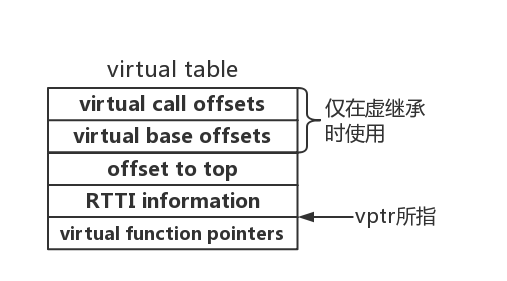 virtual table
virtual call offsets
virtual base offsets
仅在虚继承
时使用
offset to top
RTTI information
vptr所指
virtual function pointers